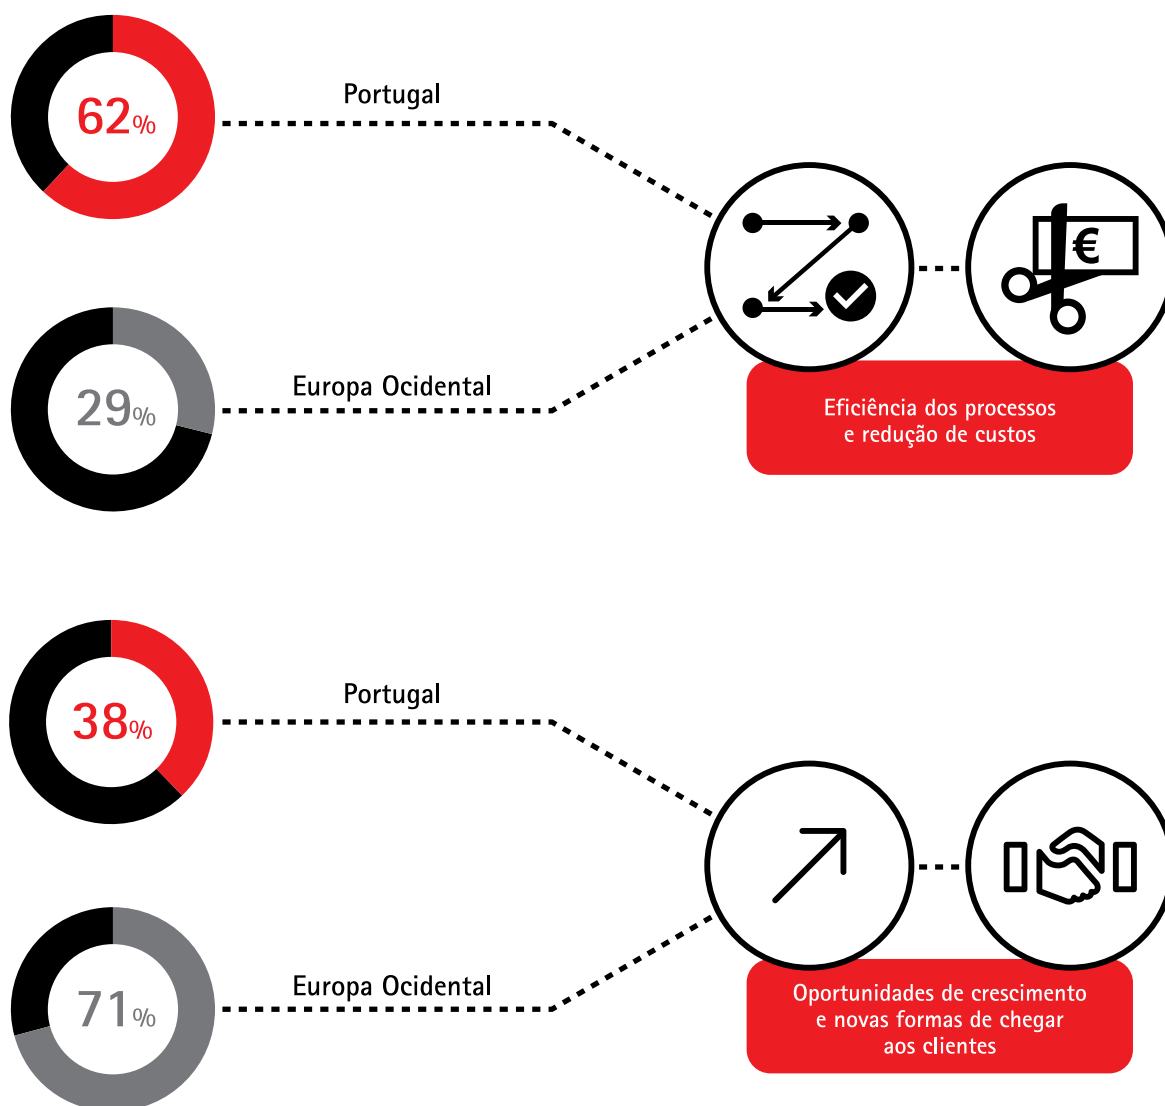 62%
Portugal
€
29%
Europa Ocidental
Eficiência dos processos
e redução de custos
38%
Portugal
71%
Europa Ocidental
Oportunidades de crescimento
e novas formas de chegar
aos clientes